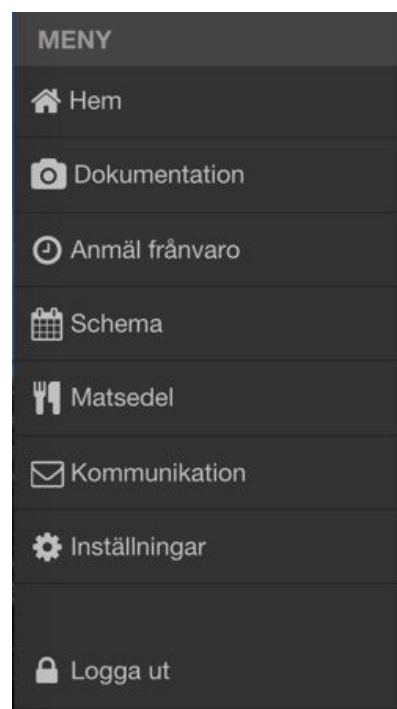 MENY
Hem
Dokumentation
Anmäl frånvaro
Schema
Matsedel
Kommunikation
Inställningar
Logga ut